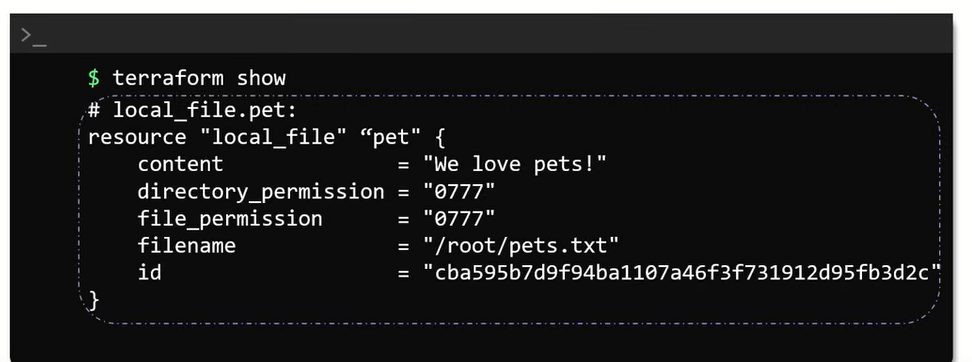 >_
$ terraform show
# local_file.pet:
resource "local_file" “pet" {
    content              = "We love pets!"
    directory_permission = "0777"
    file_permission      = "0777"
    filename             = "/root/pets.txt"
    id                   = "cba595b7d9f94ba1107a46f3f731912d95fb3d2c"
}